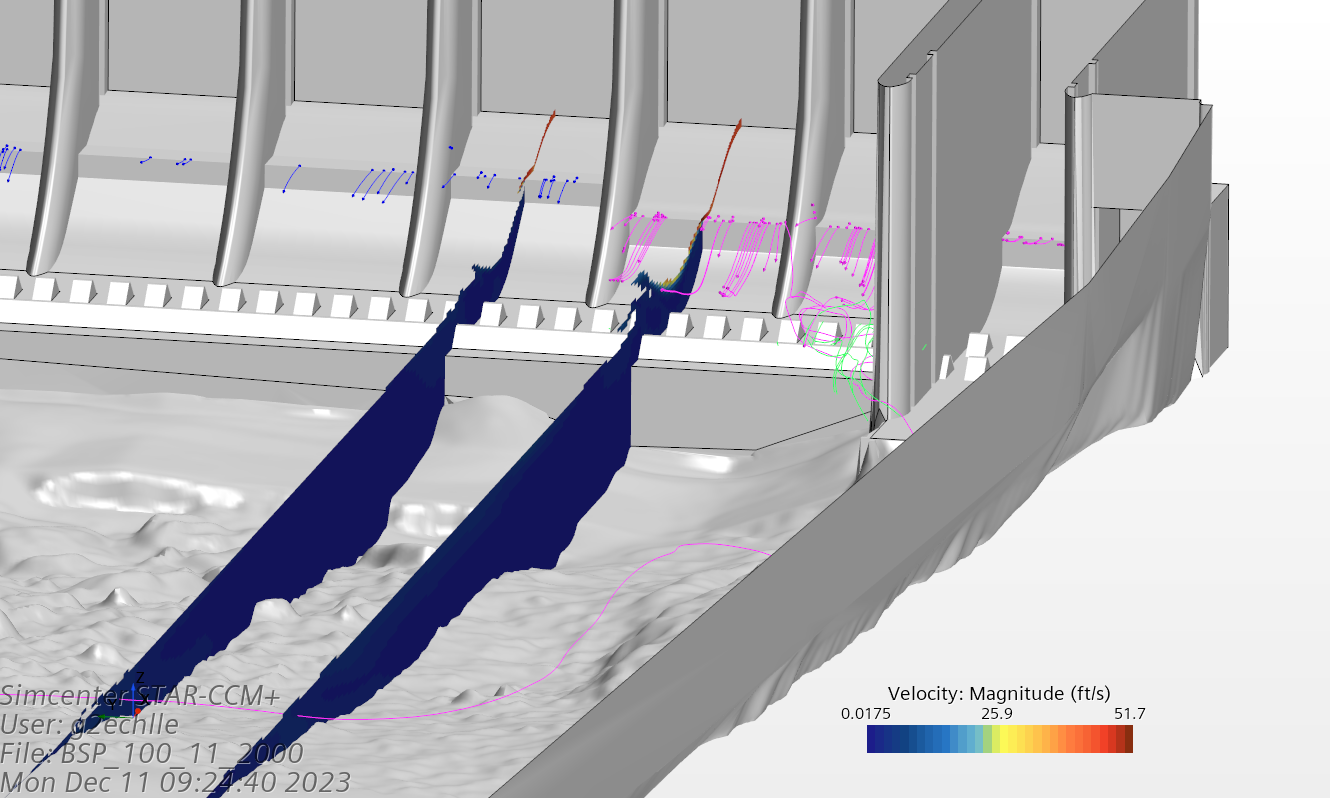 Z
Simcenter STAR-CCM+
User: g2echlle
File: BSP_100_11_2000
Mon Dec 11 09:24:40 2023
Velocity: Magnitude (ft/s)
0.0175 25.9 51.7